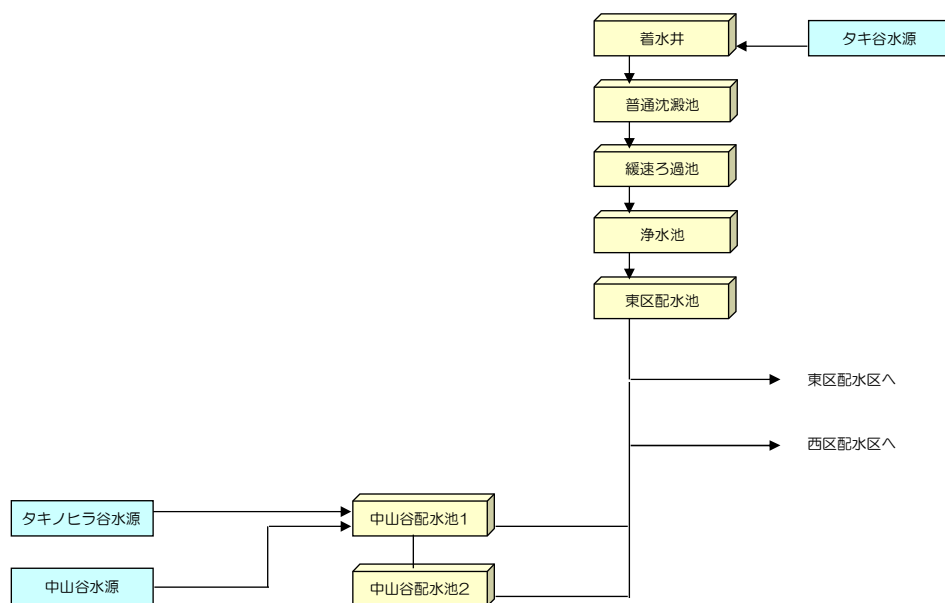 着水井
タキ谷水源
普通沈澱池
緩速ろ過池
浄水池
東区配水池
東区配水区へ
西区配水区へ
タキノヒラ谷水源
中山谷配水池1
中山谷水源
中山谷配水池2